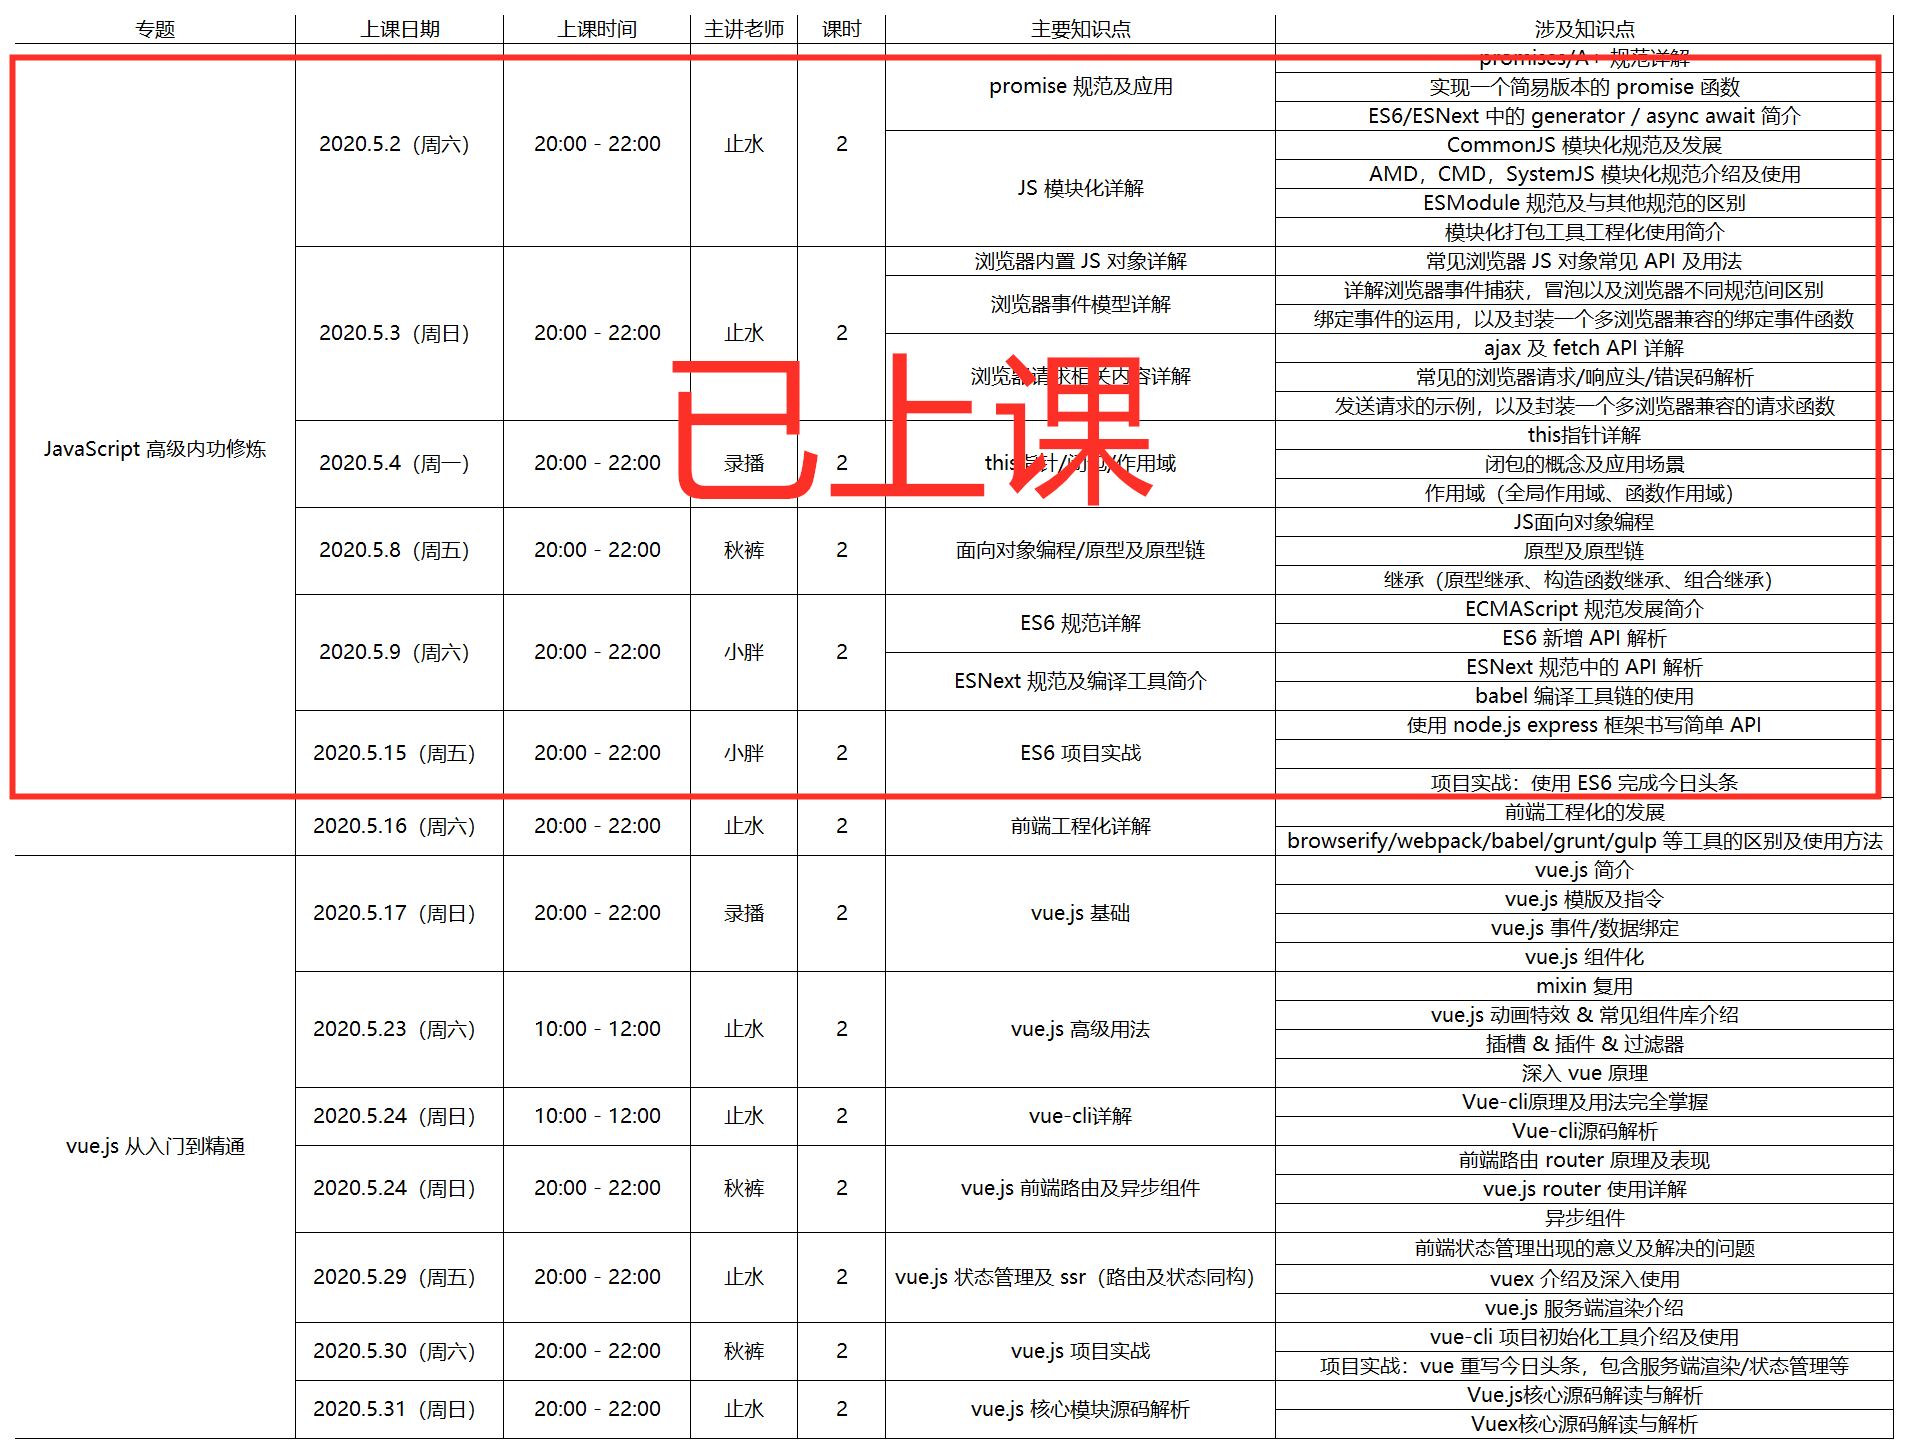 专题 上课日期 上课时间 主讲老师 课时 主要知识点 涉及知识点
JavaScript 高级内功修炼
2020.5.2（周六） 20:00 - 22:00 止水 2
promise 规范及应用
promises/A+ 规范详解
实现一个简易版本的 promise 函数
ES6/ESNext 中的 generator / async await 简介
JS 模块化详解
CommonJS 模块化规范及发展
AMD，CMD，SystemJS 模块化规范介绍及使用
ESModule 规范及与其他规范的区别
模块化打包工具工程化使用简介
2020.5.3（周日） 20:00 - 22:00 止水 2
浏览器内置 JS 对象详解
常见浏览器 JS 对象常见 API 及用法
浏览器事件模型详解
详解浏览器事件捕获，冒泡以及浏览器不同规范间区别
绑定事件的运用，以及封装一个多浏览器兼容的绑定事件函数
浏览器请求相关内容详解
ajax 及 fetch API 详解
常见的浏览器请求/响应头/错误码解析
发送请求的示例，以及封装一个多浏览器兼容的请求函数
已上课
2020.5.4（周一） 20:00 - 22:00 录播 2
this指针/闭包/作用域
this指针详解
闭包的概念及应用场景
作用域（全局作用域、函数作用域）
2020.5.8（周五） 20:00 - 22:00 秋裤 2
面向对象编程/原型及原型链
JS面向对象编程
原型及原型链
继承（原型继承、构造函数继承、组合继承）
2020.5.9（周六） 20:00 - 22:00 小胖 2
ES6 规范详解
ECMAScript 规范发展简介
ES6 新增 API 解析
ESNext 规范及编译工具简介
ESNext 规范中的 API 解析
babel 编译工具链的使用
2020.5.15（周五） 20:00 - 22:00 小胖 2
ES6 项目实战
使用 node.js express 框架书写简单 API
项目实战：使用 ES6 完成今日头条
2020.5.16（周六） 20:00 - 22:00 止水 2
前端工程化详解
前端工程化的发展
browserify/webpack/babel/grunt/gulp 等工具的区别及使用方法
vue.js 从入门到精通
2020.5.17（周日） 20:00 - 22:00 录播 2
vue.js 基础
vue.js 简介
vue.js 模版及指令
vue.js 事件/数据绑定
vue.js 组件化
2020.5.23（周六） 10:00 - 12:00 止水 2
vue.js 高级用法
mixin 复用
vue.js 动画特效 & 常见组件库介绍
插槽 & 插件 & 过滤器
深入 vue 原理
2020.5.24（周日） 10:00 - 12:00 止水 2
vue-cli详解
Vue-cli原理及用法完全掌握
Vue-cli源码解析
2020.5.24（周日） 20:00 - 22:00 秋裤 2
vue.js 前端路由及异步组件
前端路由 router 原理及表现
vue.js router 使用详解
异步组件
2020.5.29（周五） 20:00 - 22:00 止水 2
vue.js 状态管理及 ssr（路由及状态同构）
前端状态管理出现的意义及解决的问题
vuex 介绍及深入使用
vue.js 服务端渲染介绍
2020.5.30（周六） 20:00 - 22:00 秋裤 2
vue.js 项目实战
vue-cli 项目初始化工具介绍及使用
项目实战：vue 重写今日头条，包含服务端渲染/状态管理等
2020.5.31（周日） 20:00 - 22:00 止水 2
vue.js 核心模块源码解析
Vue.js核心源码解读与解析
Vuex核心源码解读与解析